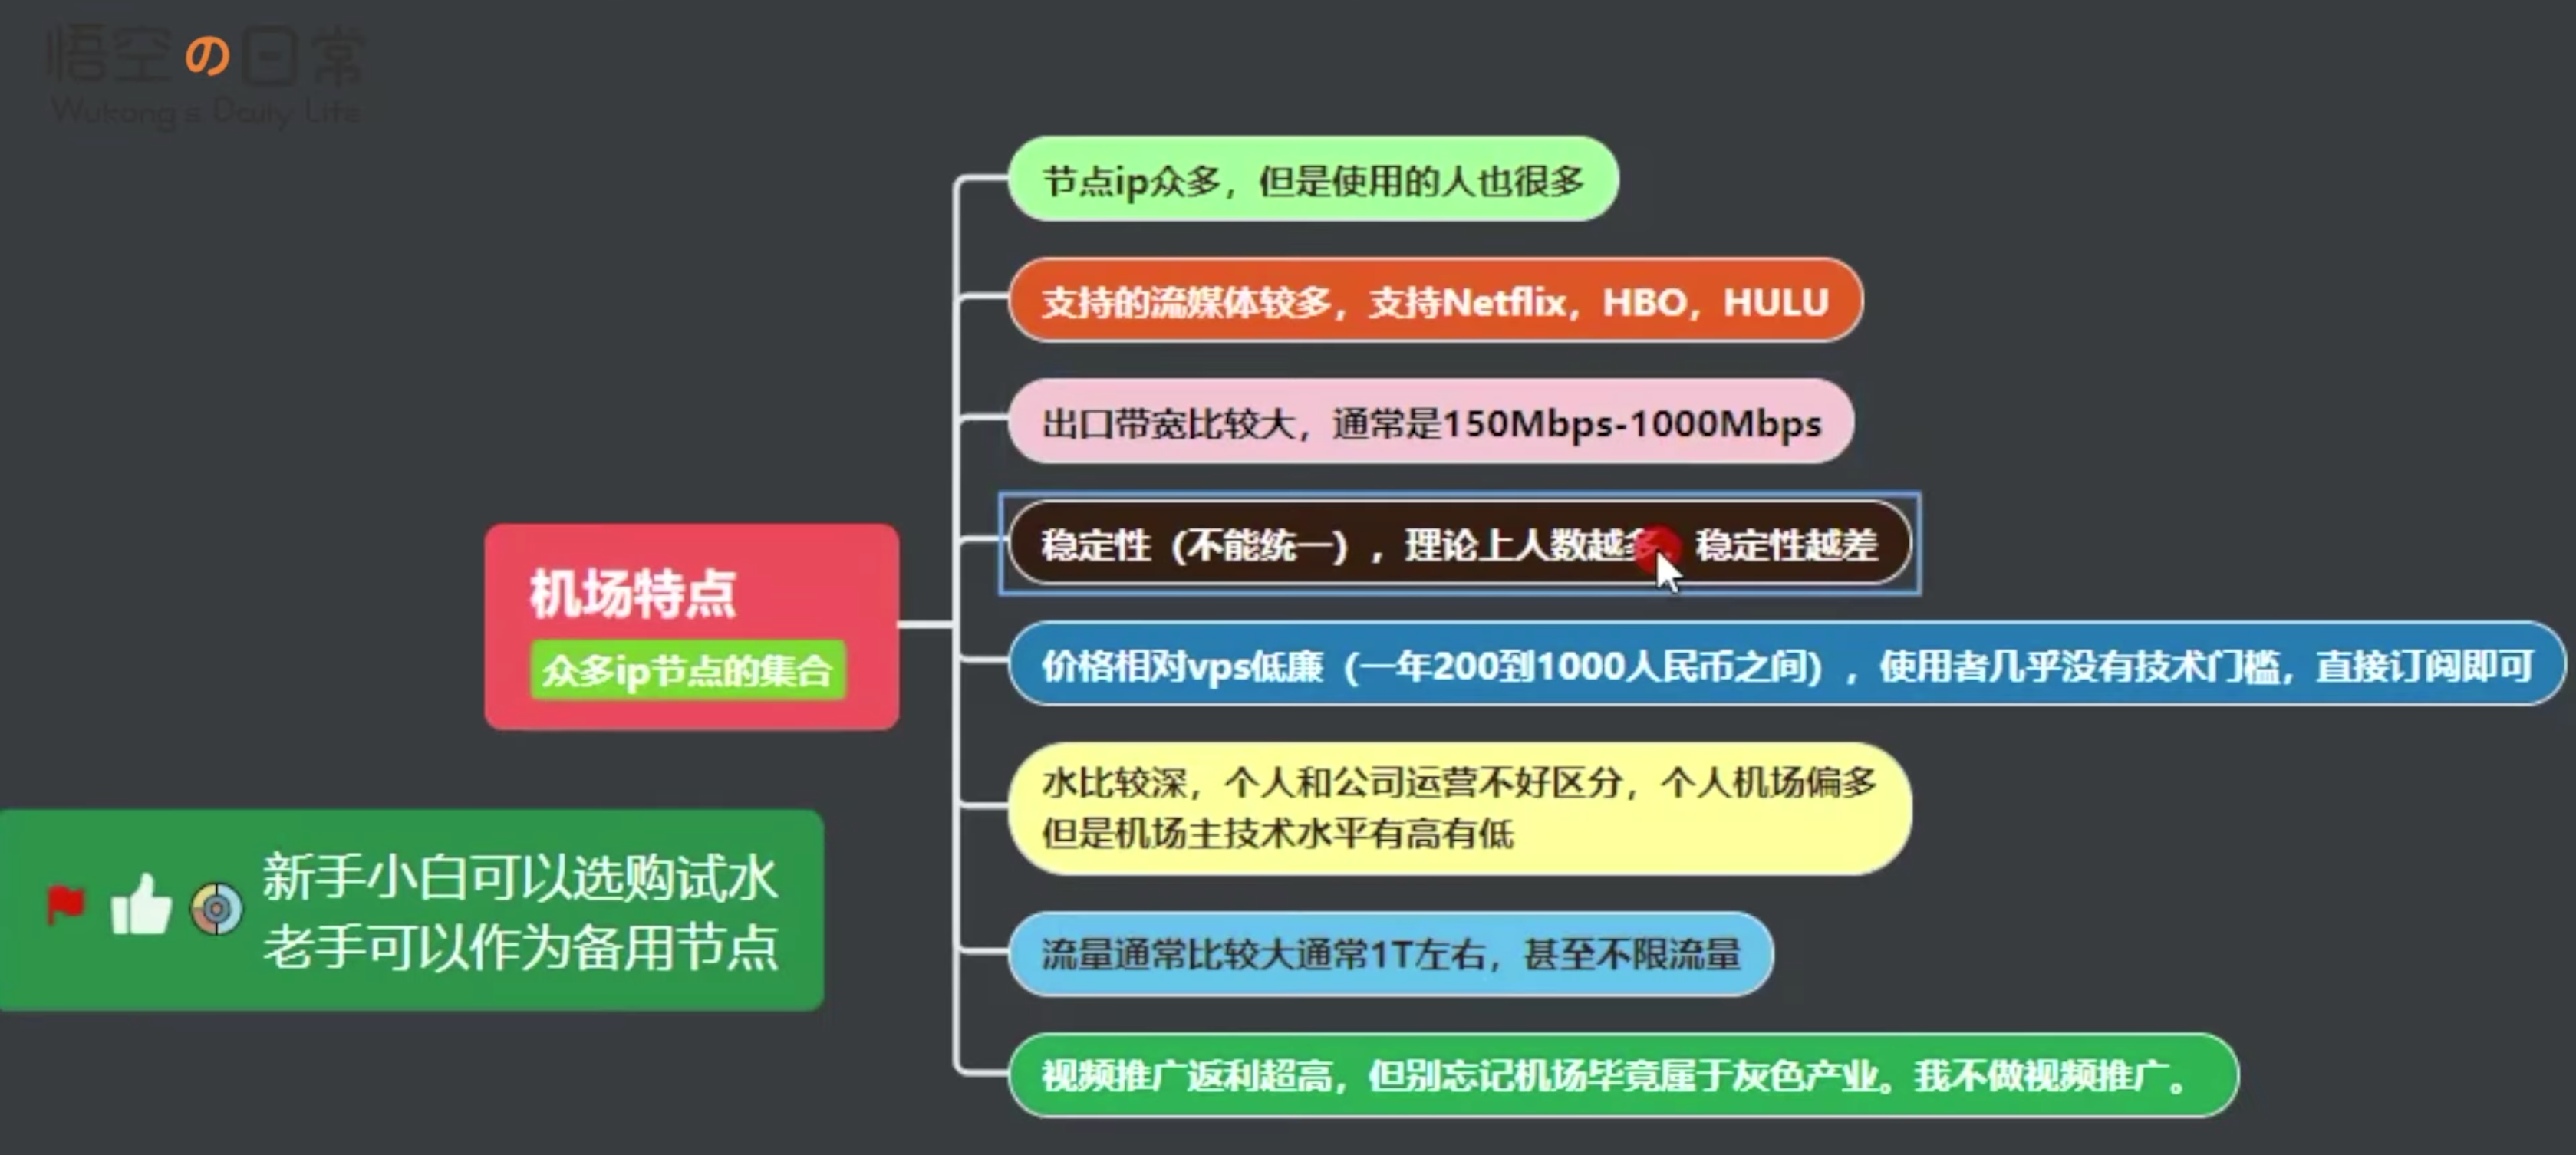 悟空の日常
Wukong's Daily Life
节点ip众多，但是使用的人也很多
支持的流媒体较多，支持Netflix，HBO，HULU
出口带宽比较大，通常是150Mbps-1000Mbps
稳定性（不能统一），理论上人数越多，稳定性越差
机场特点
众多ip节点的集合
价格相对vps低廉（一年200到1000人民币之间），使用者几乎没有技术门槛，直接订阅即可
水比较深，个人和公司运营不好区分，个人机场偏多
但是机场主技术水平有高有低
新手小白可以选购试水
老手可以作为备用节点
流量通常比较大通常1T左右，甚至不限流量
视频推广返利超高，但别忘记机场毕竟属于灰色产业。我不做视频推广。